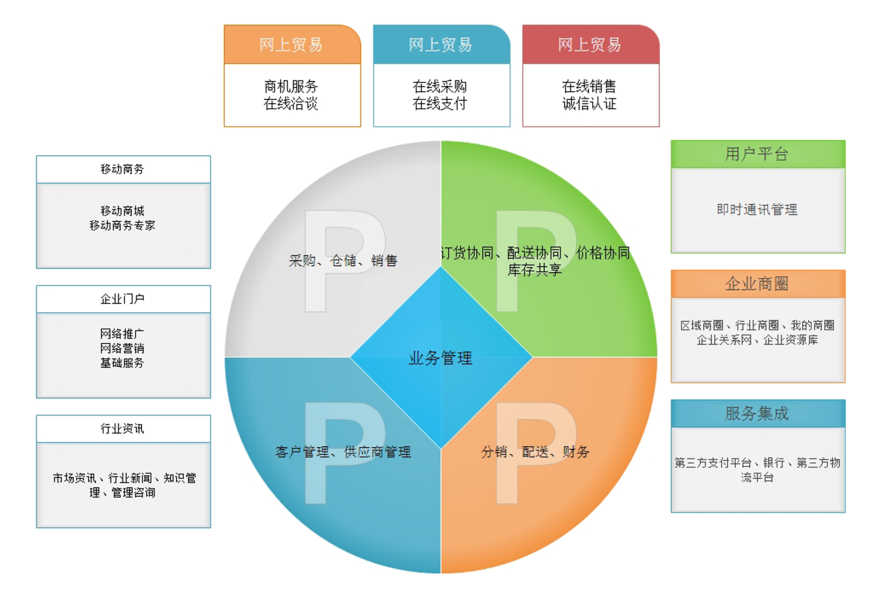 网上贸易
商机服务
在线洽谈
网上贸易
在线采购
在线支付
网上贸易
在线销售
诚信认证
移动商务
移动商城
移动商务专家
企业门户
网络推广
网络营销
基础服务
行业资讯
市场资讯、行业新闻、知识管
理、管理咨询
P
采购、仓储、销售
P
订货协同、配送协同、价格协同
库存共享
业务管理
P
客户管理、供应商管理
P
分销、配送、财务
用户平台
即时通讯管理
企业商圈
区域商圈、行业商圈、我的商圈
企业关系网、企业资源库
服务集成
第三方支付平台、银行、第三方物
流平台